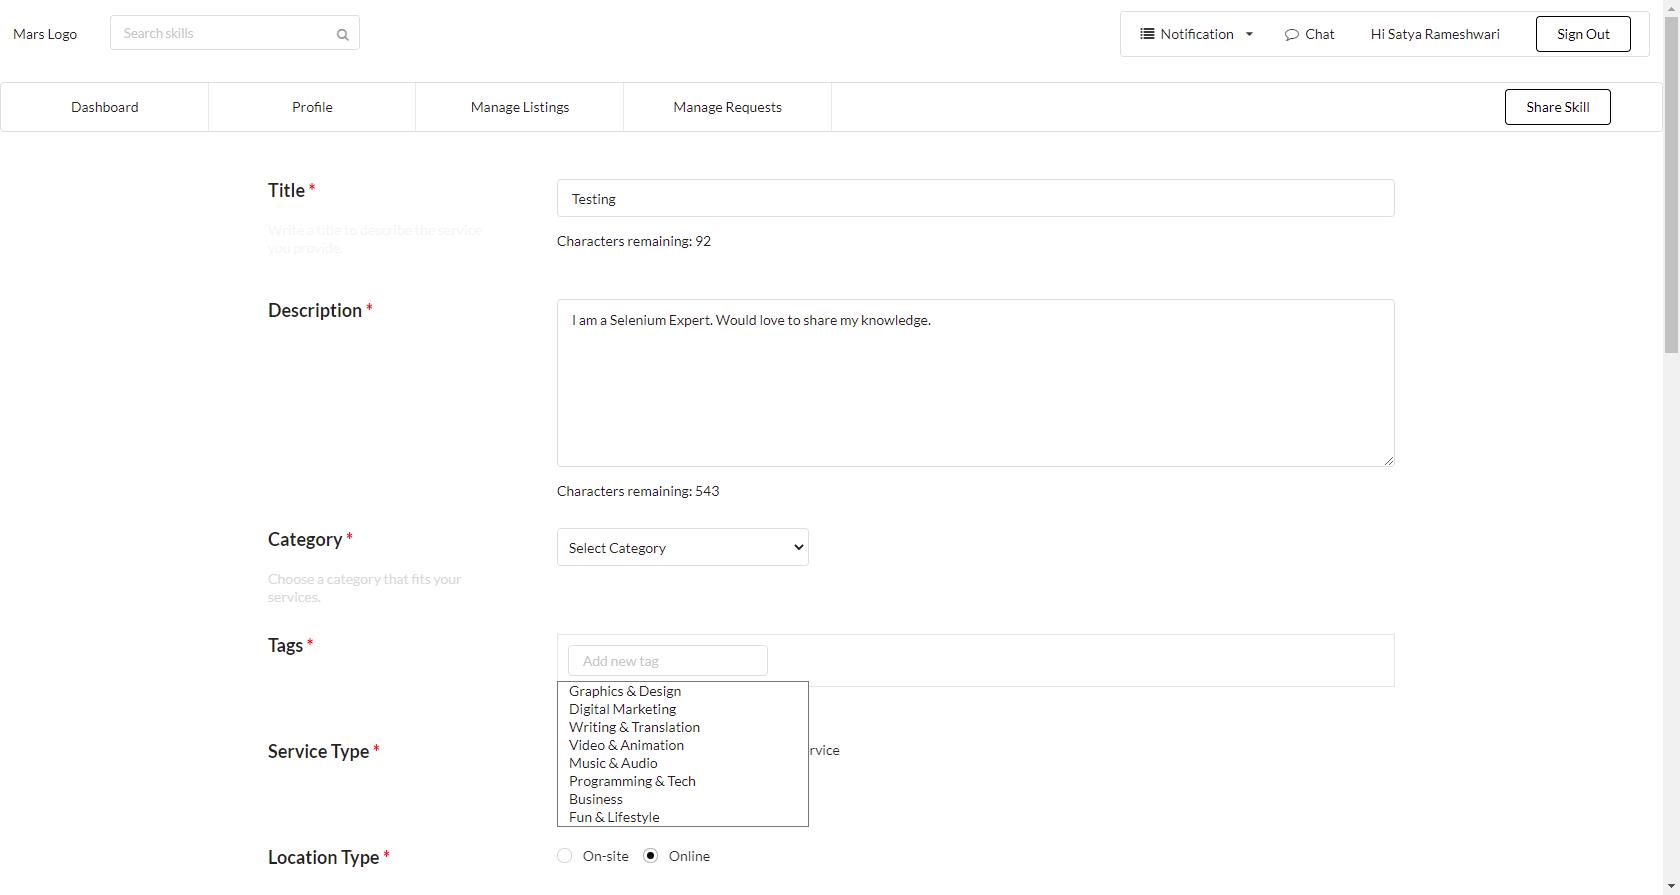 Mars Logo
Search skills
Notification
Chat
Hi Satya Rameshwari
Sign Out
Dashboard
Profile
Manage Listings
Manage Requests
Share Skill
Title *
Write a title to describe the service
you provide.
Testing
Characters remaining: 92
Description *
I am a Selenium Expert. Would love to share my knowledge.
Characters remaining: 543
Category *
Choose a category that fits your
services.
Select Category
Tags *
Add new tag
Graphics & Design
Digital Marketing
Writing & Translation
Video & Animation
Music & Audio
Programming & Tech
Business
Fun & Lifestyle
Service Type *
rvice
Location Type *
On-site
Online